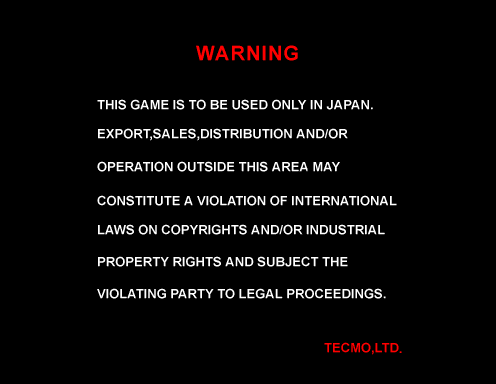 WARNING
THIS GAME IS TO BE USED ONLY IN JAPAN.
EXPORT,SALES,DISTRIBUTION AND/OR
OPERATION OUTSIDE THIS AREA MAY
CONSTITUTE A VIOLATION OF INTERNATIONAL
LAWS ON COPYRIGHTS AND/OR INDUSTRIAL
PROPERTY RIGHTS AND SUBJECT THE
VIOLATING PARTY TO LEGAL PROCEEDINGS.
TECMO,LTD,